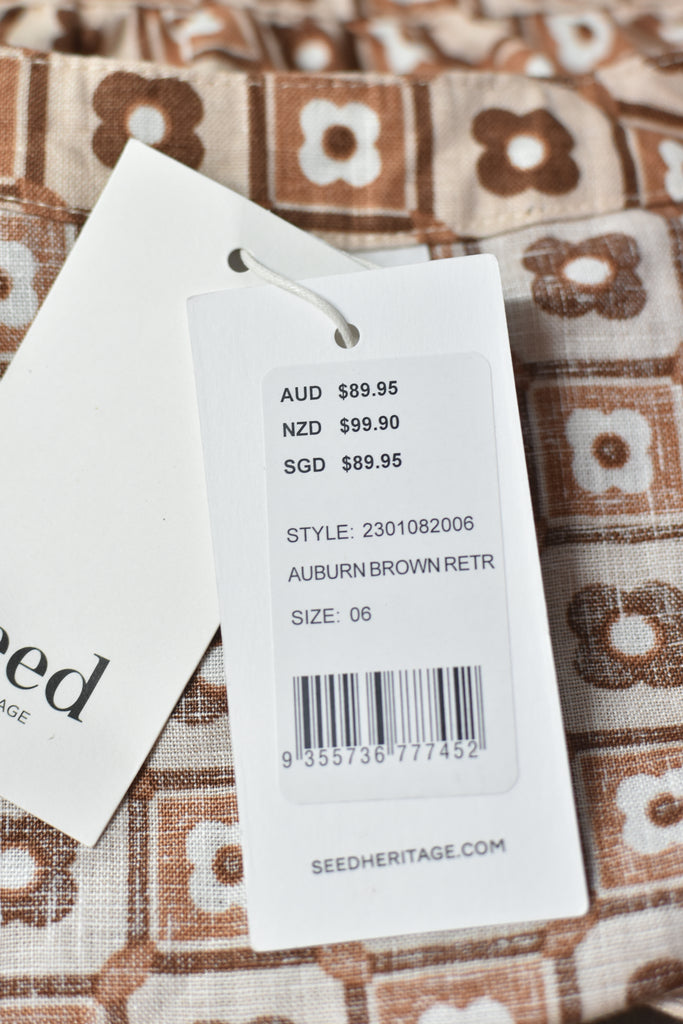 AUD $89.95
NZD $99.90
SGD $89.95
STYLE: 2301082006
AUBURN BROWN RETR
SIZE: 06
9 355736 777452
SEEDHERITAGE.COM
eed
AGE